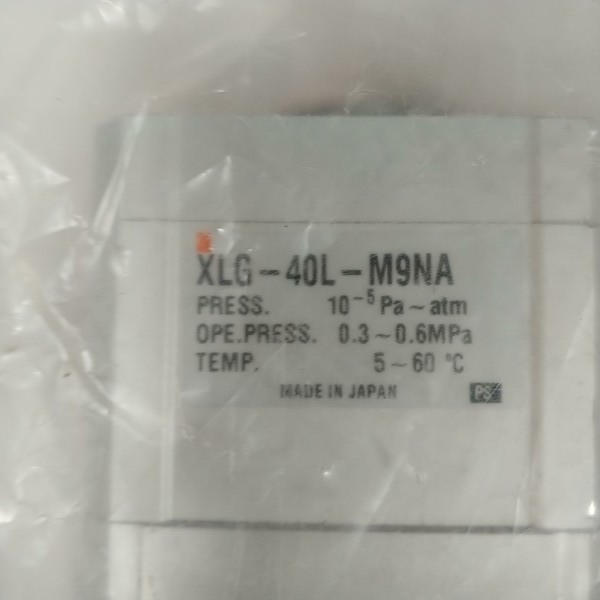 XLG-40L-M9NA
PRESS. 10⁻⁵ Pa~atm
OPE.PRESS. 0.3~0.6MPa
TEMP. 5~60 °C
MADE IN JAPAN PS